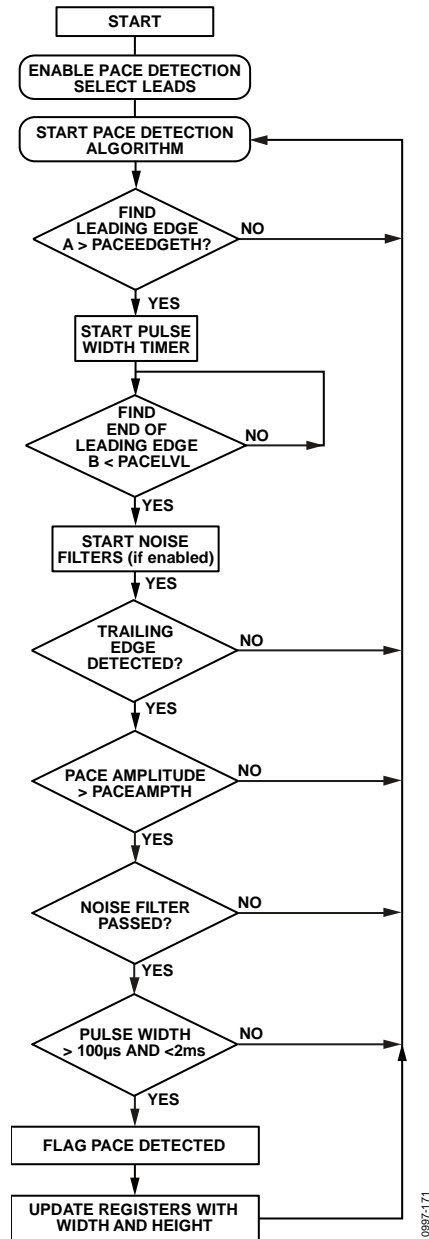 START
ENABLE PACE DETECTION
SELECT LEADS
START PACE DETECTION
ALGORITHM
FIND
LEADING EDGE
A > PACEEDGETH?
NO
YES
START PULSE
WIDTH TIMER
FIND
END OF
LEADING EDGE
B < PACELVL
NO
YES
START NOISE
FILTERS (if enabled)
YES
TRAILING
EDGE
DETECTED?
NO
YES
PACE AMPLITUDE
> PACEAMPTH
NO
YES
NOISE FILTER
PASSED?
NO
YES
PULSE WIDTH
> 100µs AND <2ms
NO
YES
FLAG PACE DETECTED
UPDATE REGISTERS WITH
WIDTH AND HEIGHT
0997-171